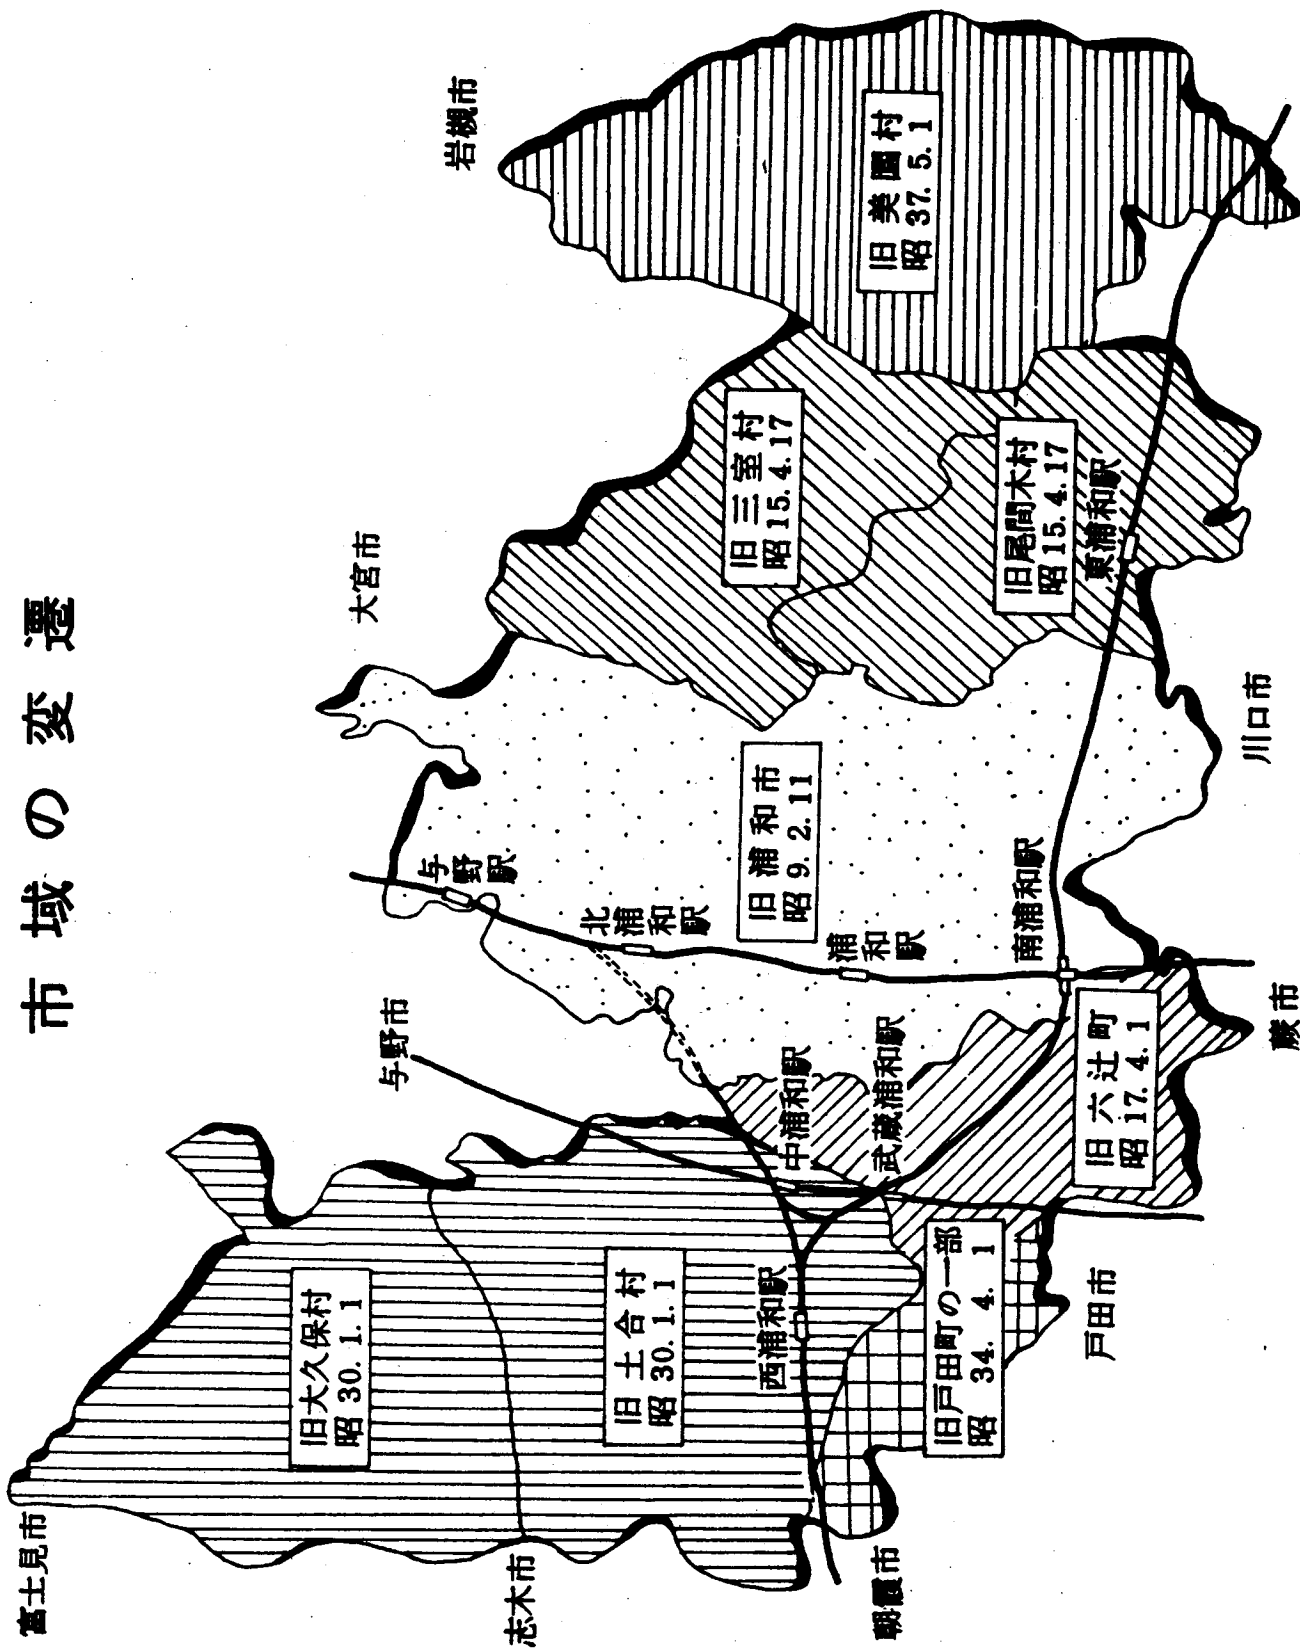 市域の変遷
富士見市
志木市
朝霞市
与野市
大宮市
岩槻市
戸田市
蕨市
川口市
旧大久保村
昭 30. 1. 1
旧土合村
昭 30. 1. 1
西浦和駅
旧戸田町の一部
昭 34. 4. 1
中浦和駅
武蔵浦和駅
旧六辻町
昭 17. 4. 1
与野駅
北浦和駅
浦和駅
南浦和駅
旧浦和市
昭 9. 2. 11
旧三室村
昭 15. 4. 17
旧尾間木村
昭 15. 4. 17
東浦和駅
旧美園村
昭 37. 5. 1